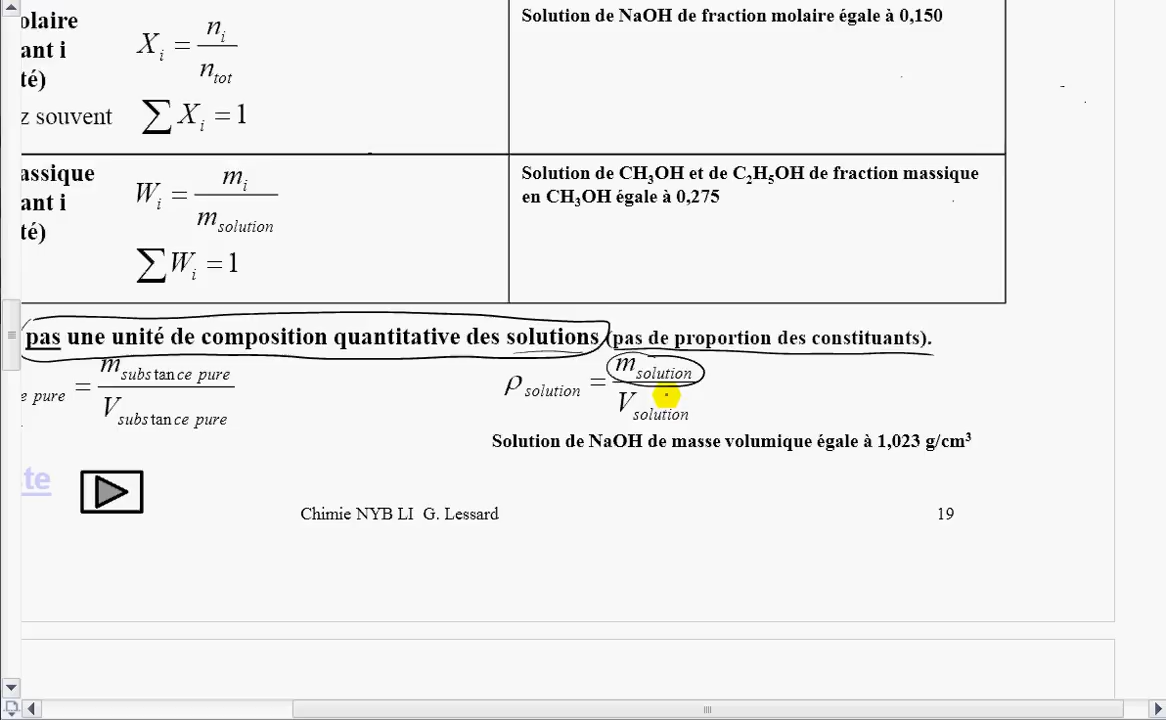 olaire
ant i
té)
z souvent
X_i = n_i / n_tot
∑ X_i = 1
Solution de NaOH de fraction molaire égale à 0,150
assique
ant i
té)
W_i = m_i / m_solution
∑ W_i = 1
Solution de CH₃OH et de C₂H₅OH de fraction massique
en CH₃OH égale à 0,275
pas une unité de composition quantitative des solutions (pas de proportion des constituants).
e pure = m_substance pure / V_substance pure
ρ_solution = m_solution / V_solution
Solution de NaOH de masse volumique égale à 1,023 g/cm³
te
Chimie NYB LI G. Lessard
19